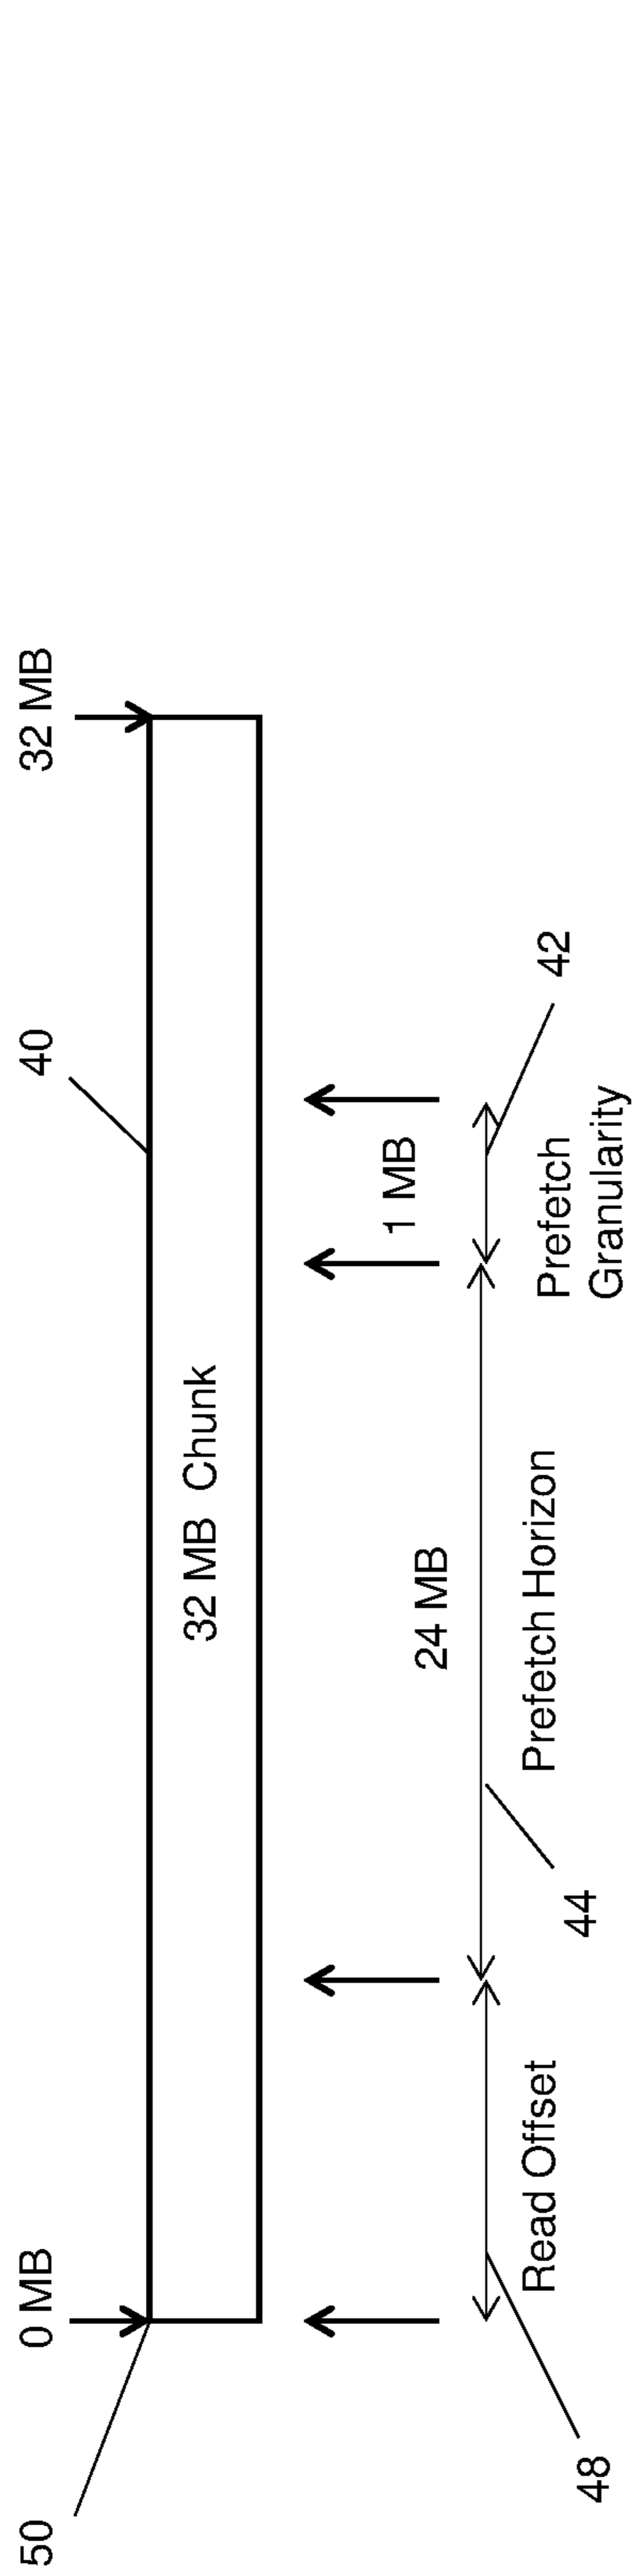 50
0 MB
40
32 MB
32 MB Chunk
24 MB
1 MB
Read Offset
Prefetch Horizon
Prefetch
Granularity
48
44
42